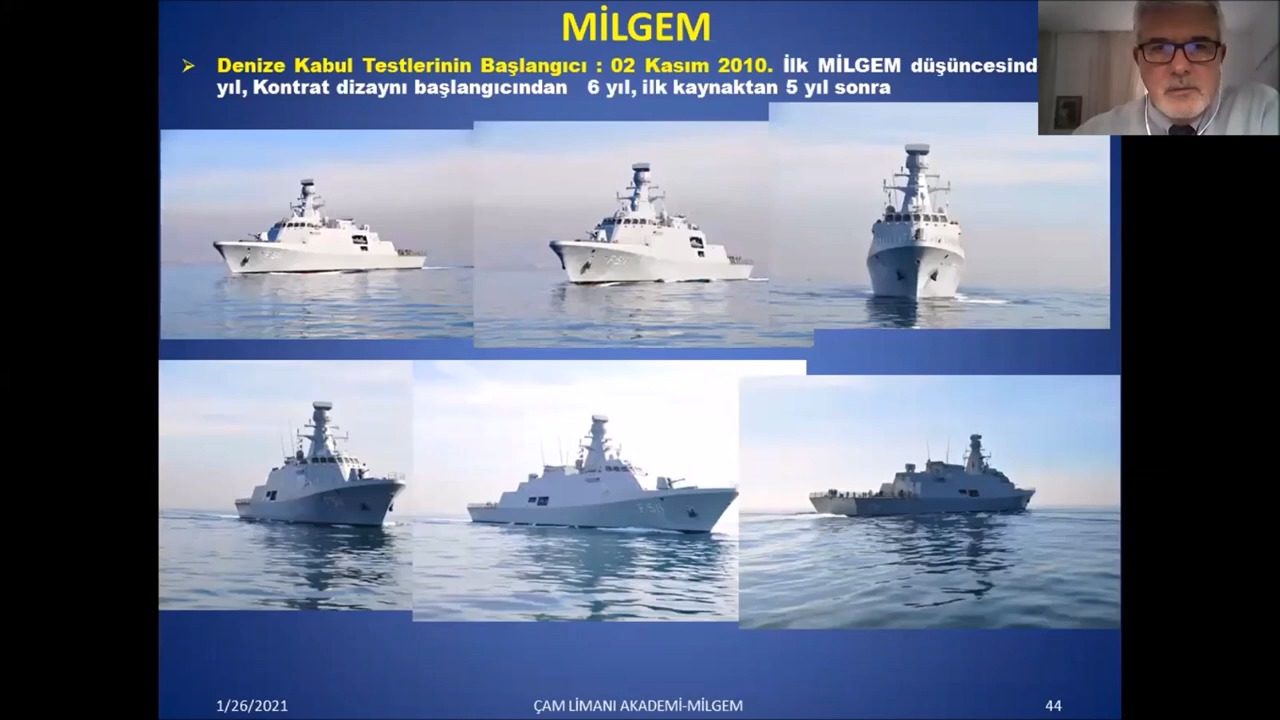 MİLGEM
➢ Denize Kabul Testlerinin Başlangıcı : 02 Kasım 2010. İlk MİLGEM düşüncesind
yıl, Kontrat dizaynı başlangıcından 6 yıl, ilk kaynaktan 5 yıl sonra
1/26/2021
ÇAM LİMANI AKADEMİ-MİLGEM
44